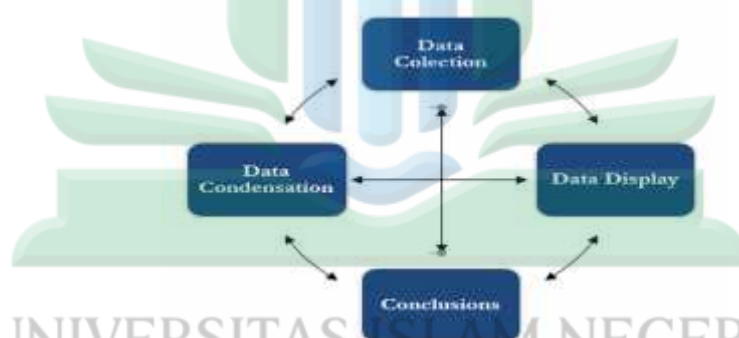 Data
Colection
Data
Condensation
Data Display
Conclusions
UNIVERSITAS ISLAM NEGERI